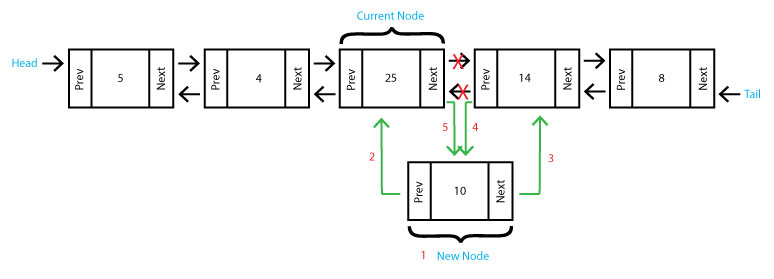 Current Node
Head
Prev 5 Next
Prev 4 Next
Prev 25 Next
Prev 14 Next
Prev 8 Next
Tail
5 4
2 3
Prev 10 Next
1 New Node